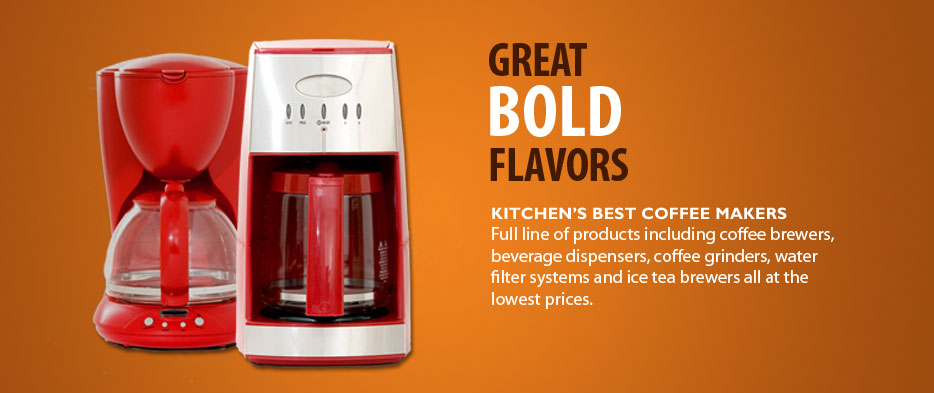 GREAT
BOLD
FLAVORS
KITCHEN'S BEST COFFEE MAKERS
Full line of products including coffee brewers,
beverage dispensers, coffee grinders, water
filter systems and ice tea brewers all at the
lowest prices.